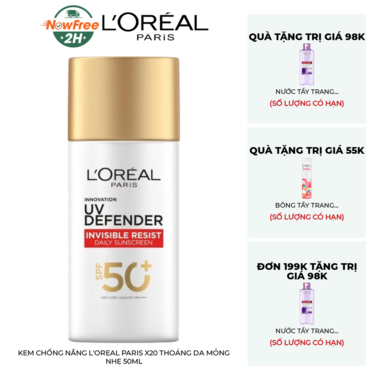 NowFree
2H
L'ORÉAL
PARIS
L'ORÉAL
PARIS
INNOVATION
UV
DEFENDER
INVISIBLE RESIST
DAILY SUNSCREEN
SPF
50+
QUÀ TẶNG TRỊ GIÁ 98K
NƯỚC TẨY TRANG...
(SỐ LƯỢNG CÓ HẠN)
QUÀ TẶNG TRỊ GIÁ 55K
BÔNG TẨY TRANG...
(SỐ LƯỢNG CÓ HẠN)
ĐƠN 199K TẶNG TRỊ
GIÁ 98K
NƯỚC TẨY TRANG...
(SỐ LƯỢNG CÓ HẠN)
KEM CHỐNG NẮNG L'OREAL PARIS X20 THOÁNG DA MỎNG
NHẸ 50ML